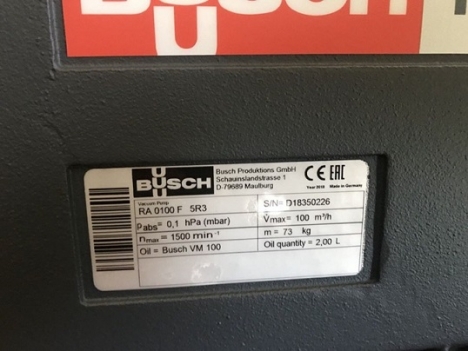 BUSCH
BUSCH
Busch Produktions GmbH
Schauinslandstrasse 1
D-79689 Maulburg
CE EAC
Year 2018 Made in Germany
Vacuum Pump
RA 0100 F 5R3
S/N= D18350226
Pabs= 0,1 hPa (mbar)
Vmax= 100 m³/h
nmax = 1500 min⁻¹
m = 73 kg
Oil = Busch VM 100
Oil quantity = 2,00 L